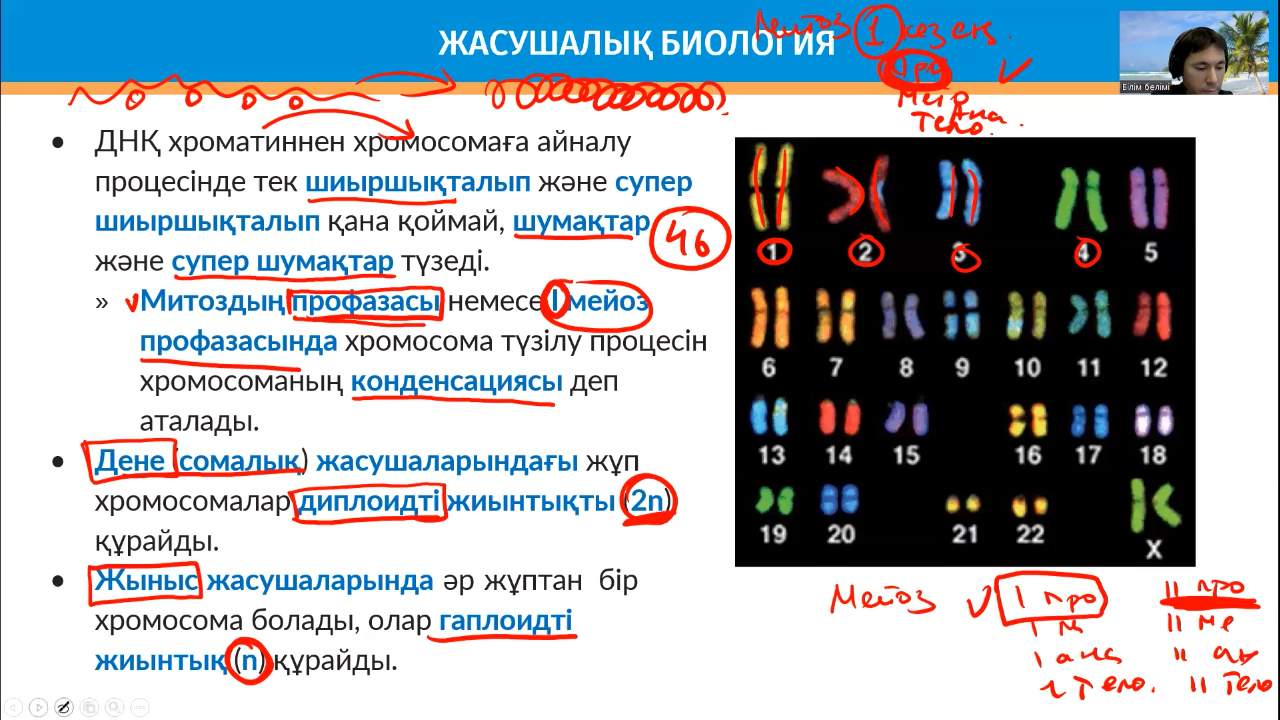 Митоз 1 кезең.
ЖАСУШАЛЫҚ БИОЛОГИЯ
Про
Мета
Ана
Тело.
Білім бөлімі
• ДНҚ хроматиннен хромосомаға айналу
процесінде тек шиыршықталып және супер
шиыршықталып қана қоймай, шумақтар
және супер шумақтар түзеді.
46
» Митоздың профазасы немесе I мейоз
профазасында хромосома түзілу процесін
хромосоманың конденсациясы деп
аталады.
• Дене (сомалық) жасушаларындағы жұп
хромосомалар диплоидті жиынтықты (2n)
құрайды.
• Жыныс жасушаларында әр жұптан бір
хромосома болады, олар гаплоидті
жиынтық (n) құрайды.
1 2 3 4 5
6 7 8 9 10 11 12
13 14 15 16 17 18
19 20 21 22 X
Мейоз I про II про
I м II ме
I ана II ана
I тело. II тело